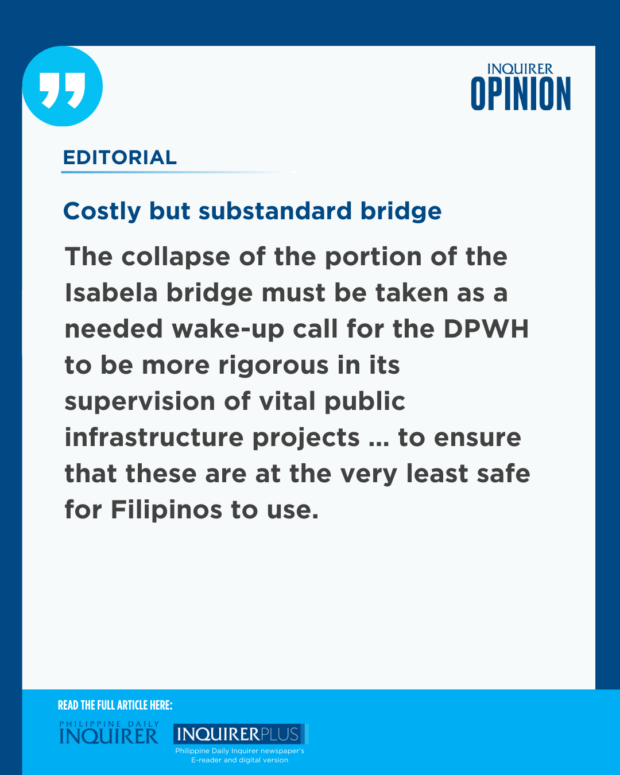 INQUIRER
OPINION
EDITORIAL
Costly but substandard bridge
The collapse of the portion of the
Isabela bridge must be taken as a
needed wake-up call for the DPWH
to be more rigorous in its
supervision of vital public
infrastructure projects ... to ensure
that these are at the very least safe
for Filipinos to use.
READ THE FULL ARTICLE HERE:
PHILIPPINE DAILY
INQUIRER
INQUIRERPLUS
Philippine Daily Inquirer newspaper's
E-reader and digital version